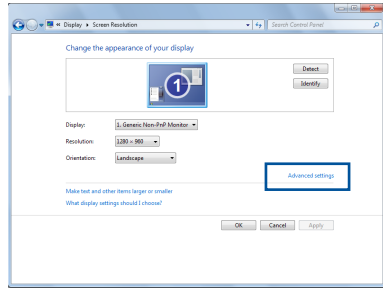 « Display ▸ Screen Resolution
Search Control Panel
Change the appearance of your display
1
Detect
Identify
Display: 1. Generic Non-PnP Monitor
Resolution: 1280 × 960
Orientation: Landscape
Advanced settings
Make text and other items larger or smaller
What display settings should I choose?
OK Cancel Apply